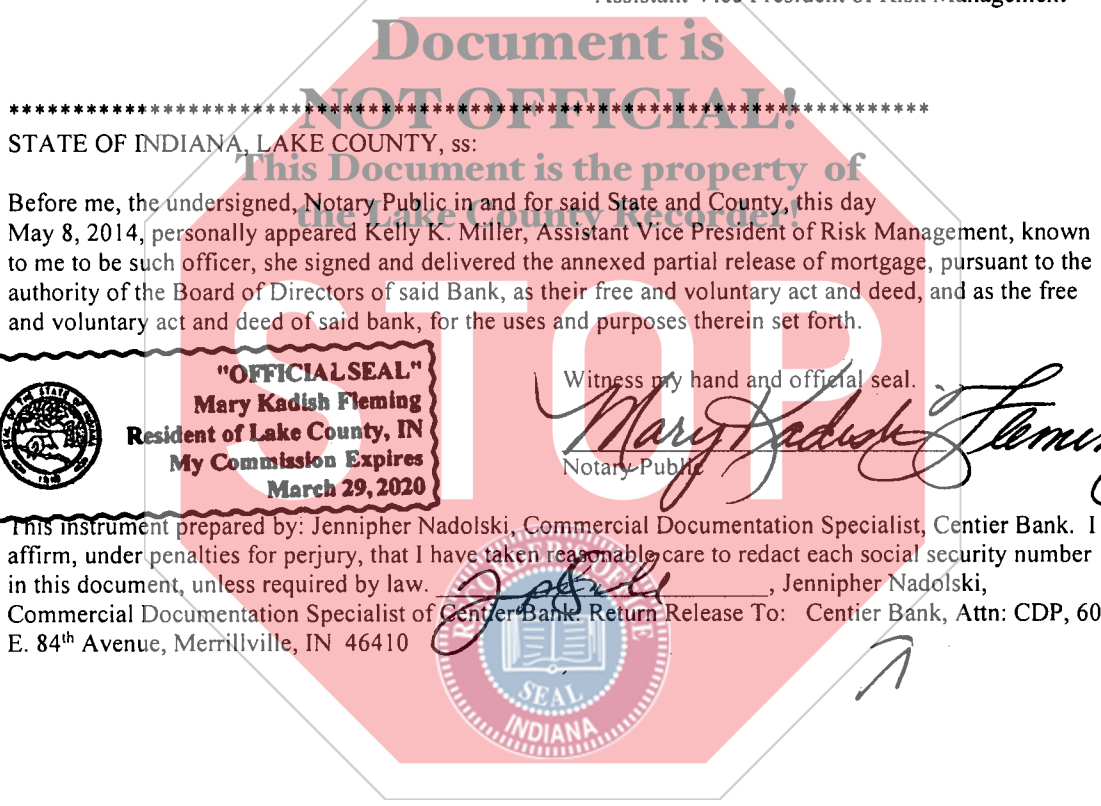 Assistant Vice President of Risk Management
Document is
NOT OFFICIAL!
************************************************************************************
STATE OF INDIANA, LAKE COUNTY, ss:
This Document is the property of
the Lake County Recorder!
Before me, the undersigned, Notary Public in and for said State and County, this day
May 8, 2014, personally appeared Kelly K. Miller, Assistant Vice President of Risk Management, known
to me to be such officer, she signed and delivered the annexed partial release of mortgage, pursuant to the
authority of the Board of Directors of said Bank, as their free and voluntary act and deed, and as the free
and voluntary act and deed of said bank, for the uses and purposes therein set forth.
STOP
"OFFICIAL SEAL"
Mary Kadish Fleming
Resident of Lake County, IN
My Commission Expires
March 29, 2020
Witness my hand and official seal.
Mary Kadish Fleming
Notary Public
This instrument prepared by: Jennipher Nadolski, Commercial Documentation Specialist, Centier Bank. I
affirm, under penalties for perjury, that I have taken reasonable care to redact each social security number
in this document, unless required by law. ______________________________, Jennipher Nadolski,
Commercial Documentation Specialist of Centier Bank. Return Release To: Centier Bank, Attn: CDP, 60
E. 84th Avenue, Merrillville, IN 46410
SEAL
INDIANA